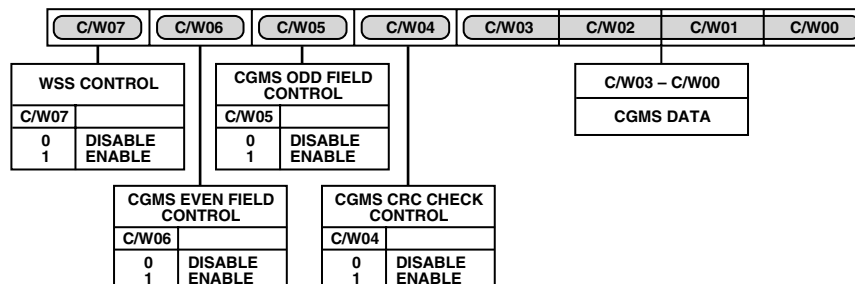 C/W07 C/W06 C/W05 C/W04 C/W03 C/W02 C/W01 C/W00
WSS CONTROL
C/W07
0 DISABLE
1 ENABLE
CGMS ODD FIELD
CONTROL
C/W05
0 DISABLE
1 ENABLE
C/W03 – C/W00
CGMS DATA
CGMS EVEN FIELD
CONTROL
C/W06
0 DISABLE
1 ENABLE
CGMS CRC CHECK
CONTROL
C/W04
0 DISABLE
1 ENABLE